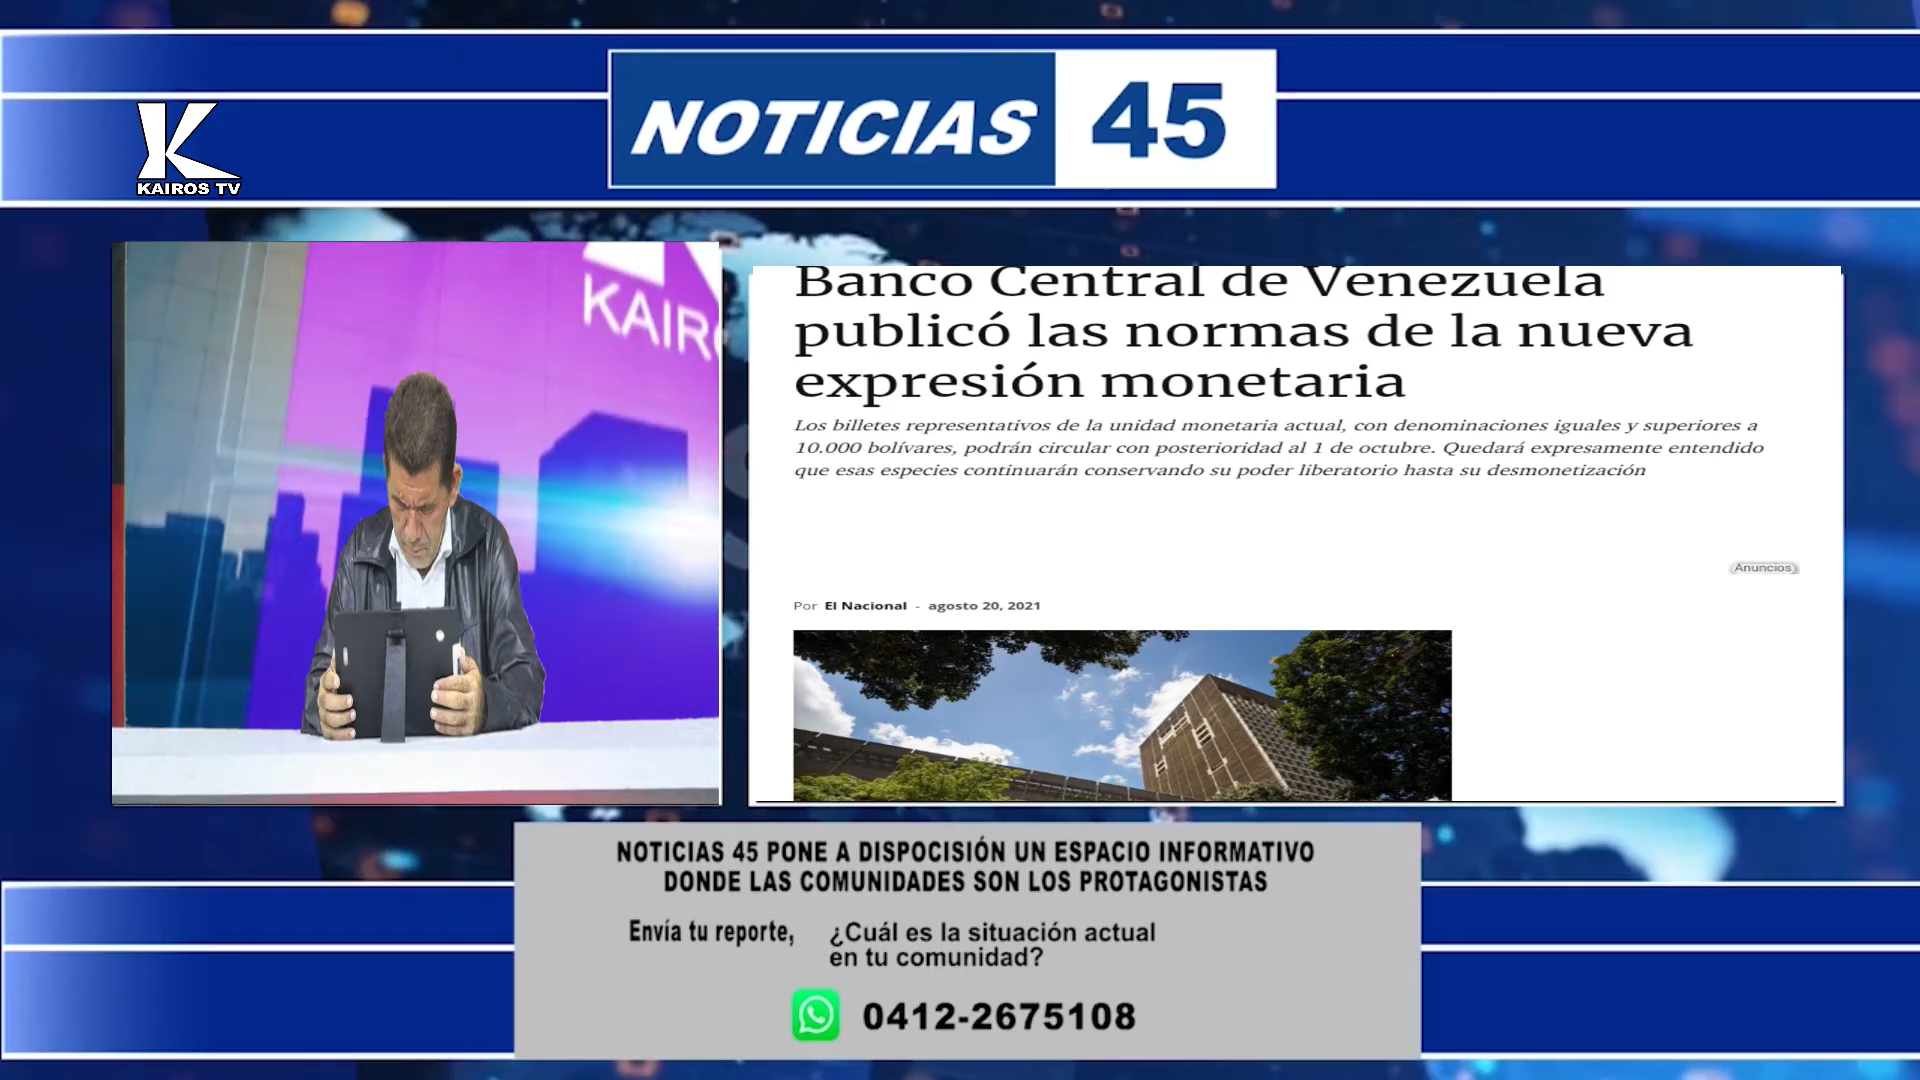 NOTICIAS 45
KAIROS TV
KAIR
Banco Central de Venezuela
publicó las normas de la nueva
expresión monetaria
Los billetes representativos de la unidad monetaria actual, con denominaciones iguales y superiores a
10.000 bolívares, podrán circular con posterioridad al 1 de octubre. Quedará expresamente entendido
que esas especies continuarán conservando su poder liberatorio hasta su desmonetización
Anuncios
Por El Nacional - agosto 20, 2021
NOTICIAS 45 PONE A DISPOCISIÓN UN ESPACIO INFORMATIVO
DONDE LAS COMUNIDADES SON LOS PROTAGONISTAS
Envía tu reporte, ¿Cuál es la situación actual
en tu comunidad?
0412-2675108